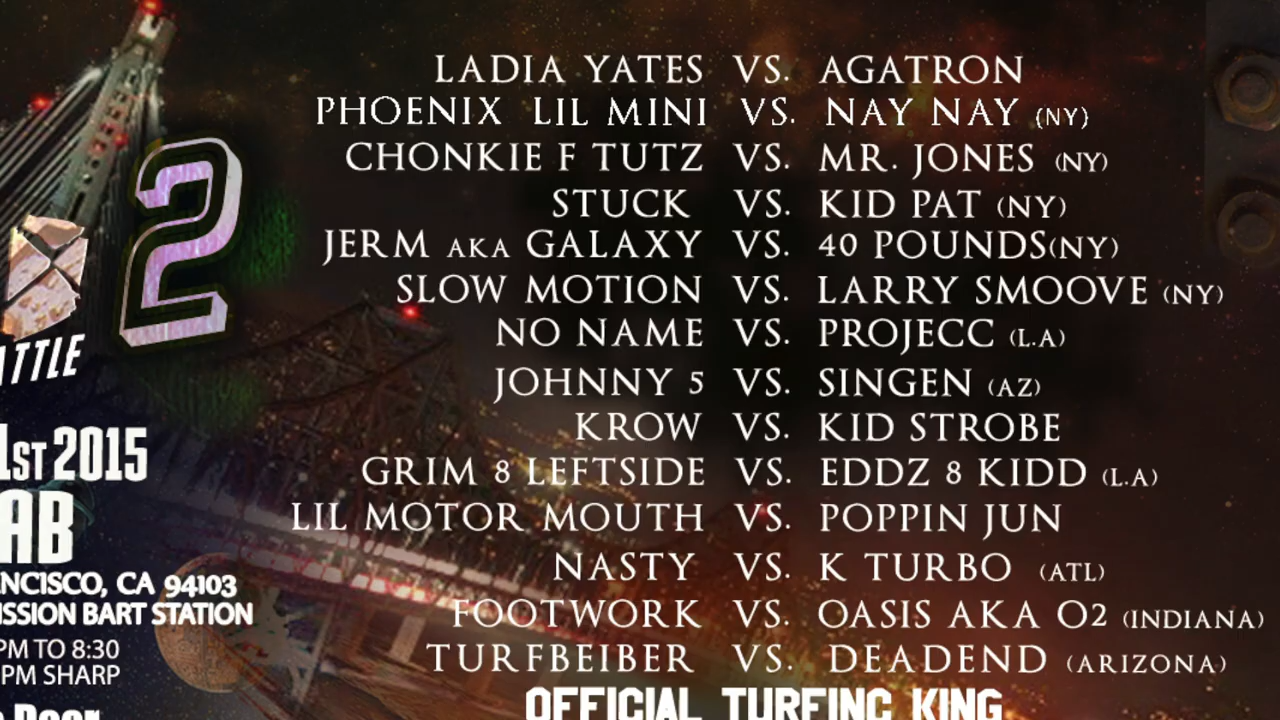 LADIA YATES VS. AGATRON
PHOENIX LIL MINI VS. NAY NAY (NY)
CHONKIE F TUTZ VS. MR. JONES (NY)
STUCK VS. KID PAT (NY)
JERM AKA GALAXY VS. 40 POUNDS(NY)
SLOW MOTION VS. LARRY SMOOVE (NY)
NO NAME VS. PROJECC (L.A)
JOHNNY 5 VS. SINGEN (AZ)
KROW VS. KID STROBE
GRIM 8 LEFTSIDE VS. EDDZ 8 KIDD (L.A)
LIL MOTOR MOUTH VS. POPPIN JUN
NASTY VS. K TURBO (ATL)
FOOTWORK VS. OASIS AKA O2 (INDIANA)
TURFBEIBER VS. DEADEND (ARIZONA)
OFFICIAL TURFINC KING
2
ATTLE
1ST 2015
AB
NCISCO, CA 94103
ISSION BART STATION
PM TO 8:30
PM SHARP
Door